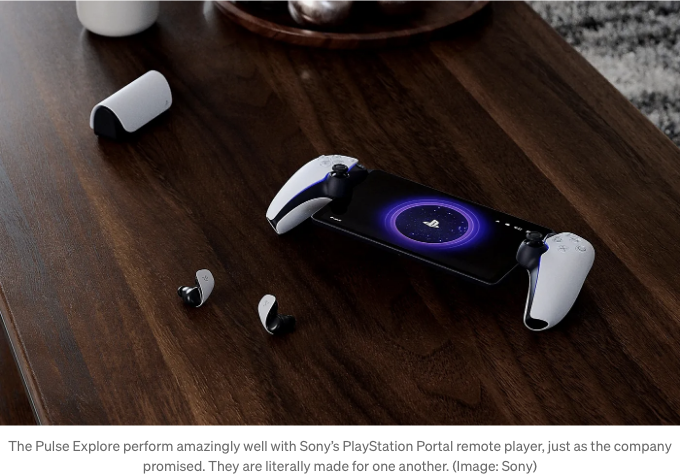 The Pulse Explore perform amazingly well with Sony's PlayStation Portal remote player, just as the company
promised. They are literally made for one another. (Image: Sony)